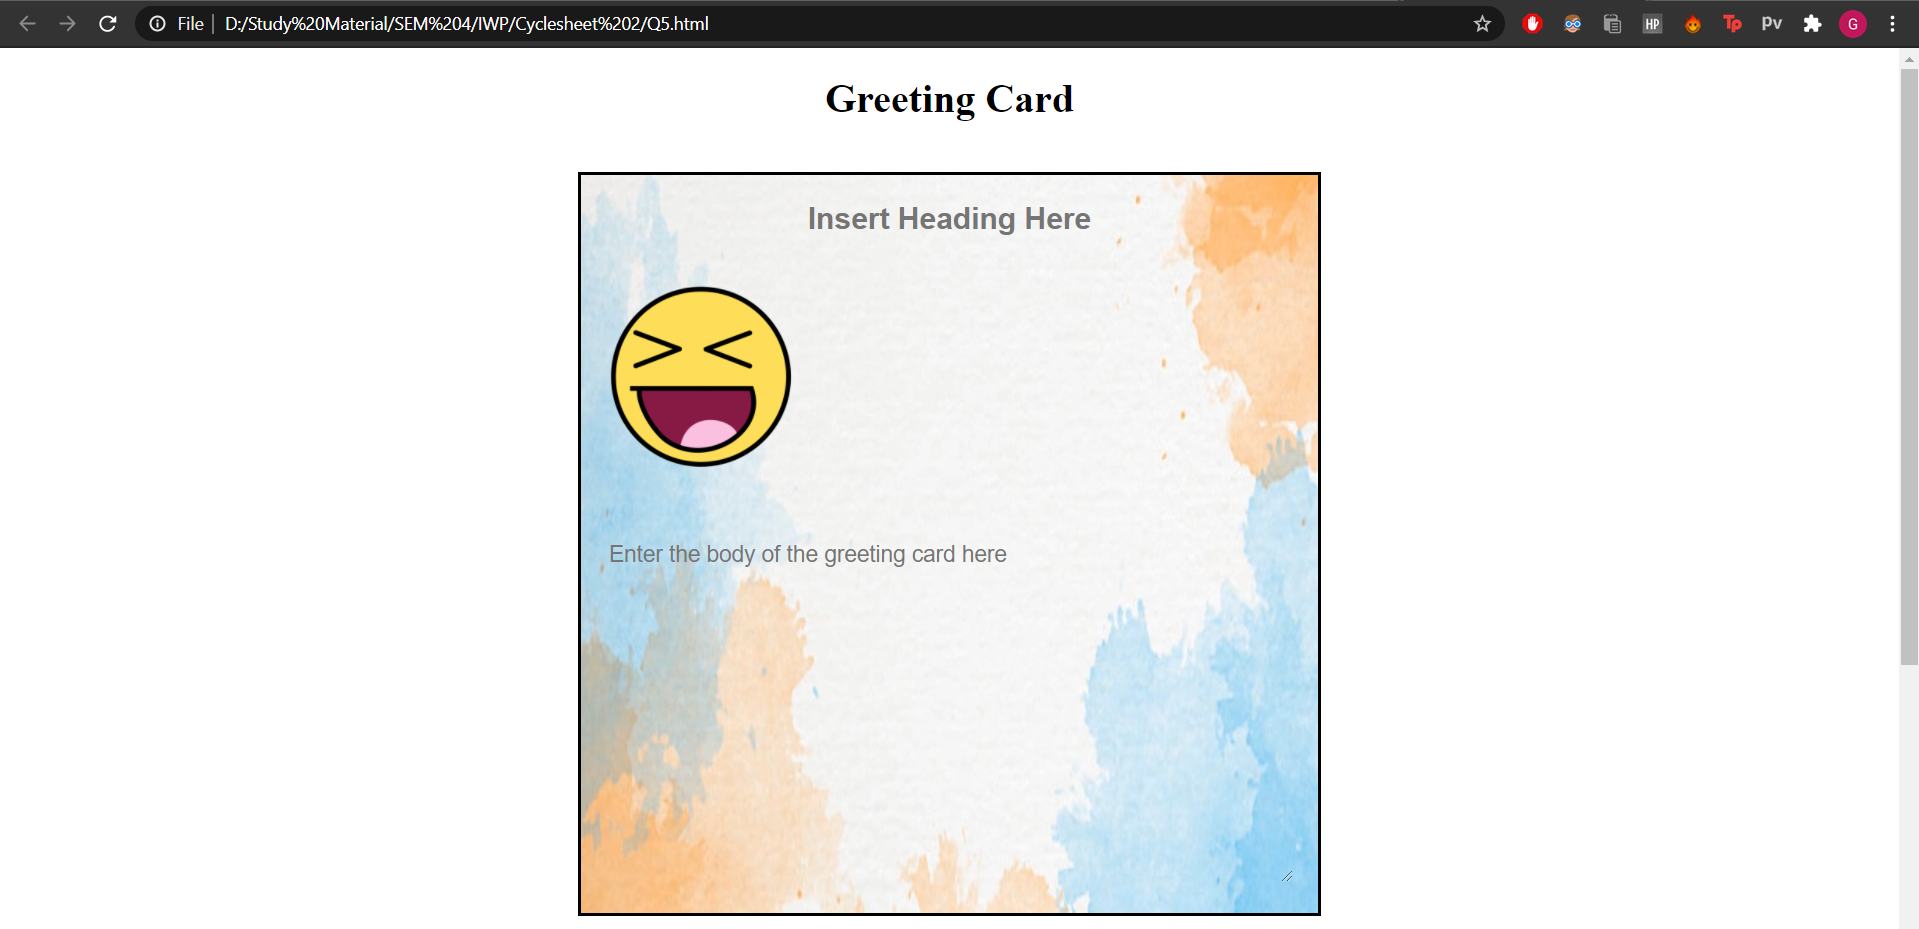 File D:/Study%20Material/SEM%204/IWP/Cyclesheet%202/Q5.html HP Tp PV G
Greeting Card
Insert Heading Here
Enter the body of the greeting card here